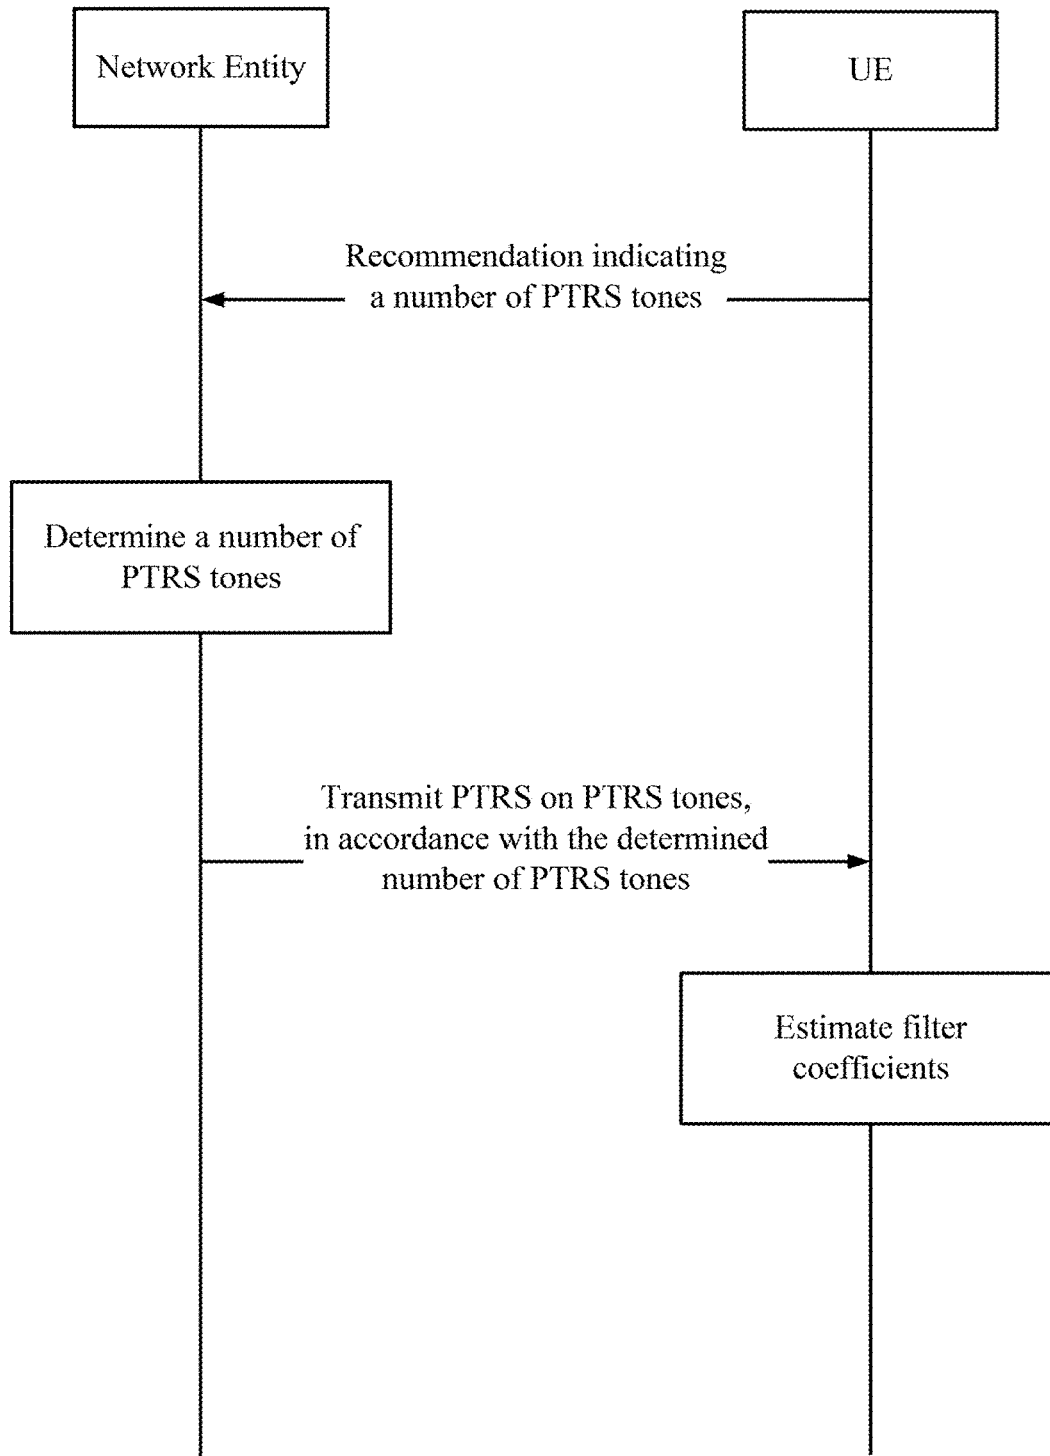 Network Entity
UE
Recommendation indicating
a number of PTRS tones
Determine a number of
PTRS tones
Transmit PTRS on PTRS tones,
in accordance with the determined
number of PTRS tones
Estimate filter
coefficients